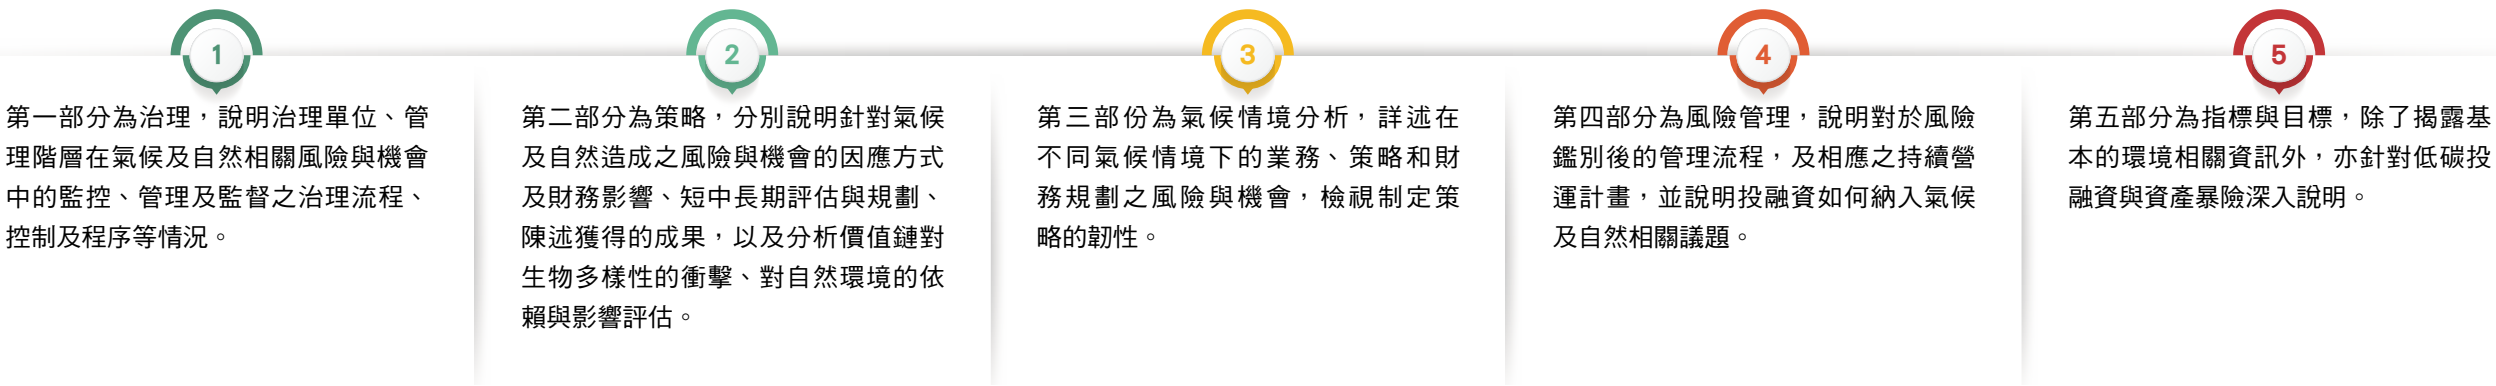 1
第一部分為治理，說明治理單位、管
理階層在氣候及自然相關風險與機會
中的監控、管理及監督之治理流程、
控制及程序等情況。
2
第二部分為策略，分別說明針對氣候
及自然造成之風險與機會的因應方式
及財務影響、短中長期評估與規劃、
陳述獲得的成果，以及分析價值鏈對
生物多樣性的衝擊、對自然環境的依
賴與影響評估。
3
第三部份為氣候情境分析，詳述在
不同氣候情境下的業務、策略和財
務規劃之風險與機會，檢視制定策
略的韌性。
4
第四部分為風險管理，說明對於風險
鑑別後的管理流程，及相應之持續營
運計畫，並說明投融資如何納入氣候
及自然相關議題。
5
第五部分為指標與目標，除了揭露基
本的環境相關資訊外，亦針對低碳投
融資與資產暴險深入說明。